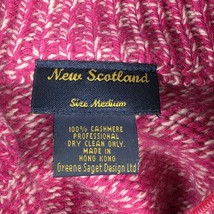 New Scotland
Size Medium
100% CASHMERE
PROFESSIONAL
DRY CLEAN ONLY.
MADE IN
HONG KONG
Greene Saget Design Ltd